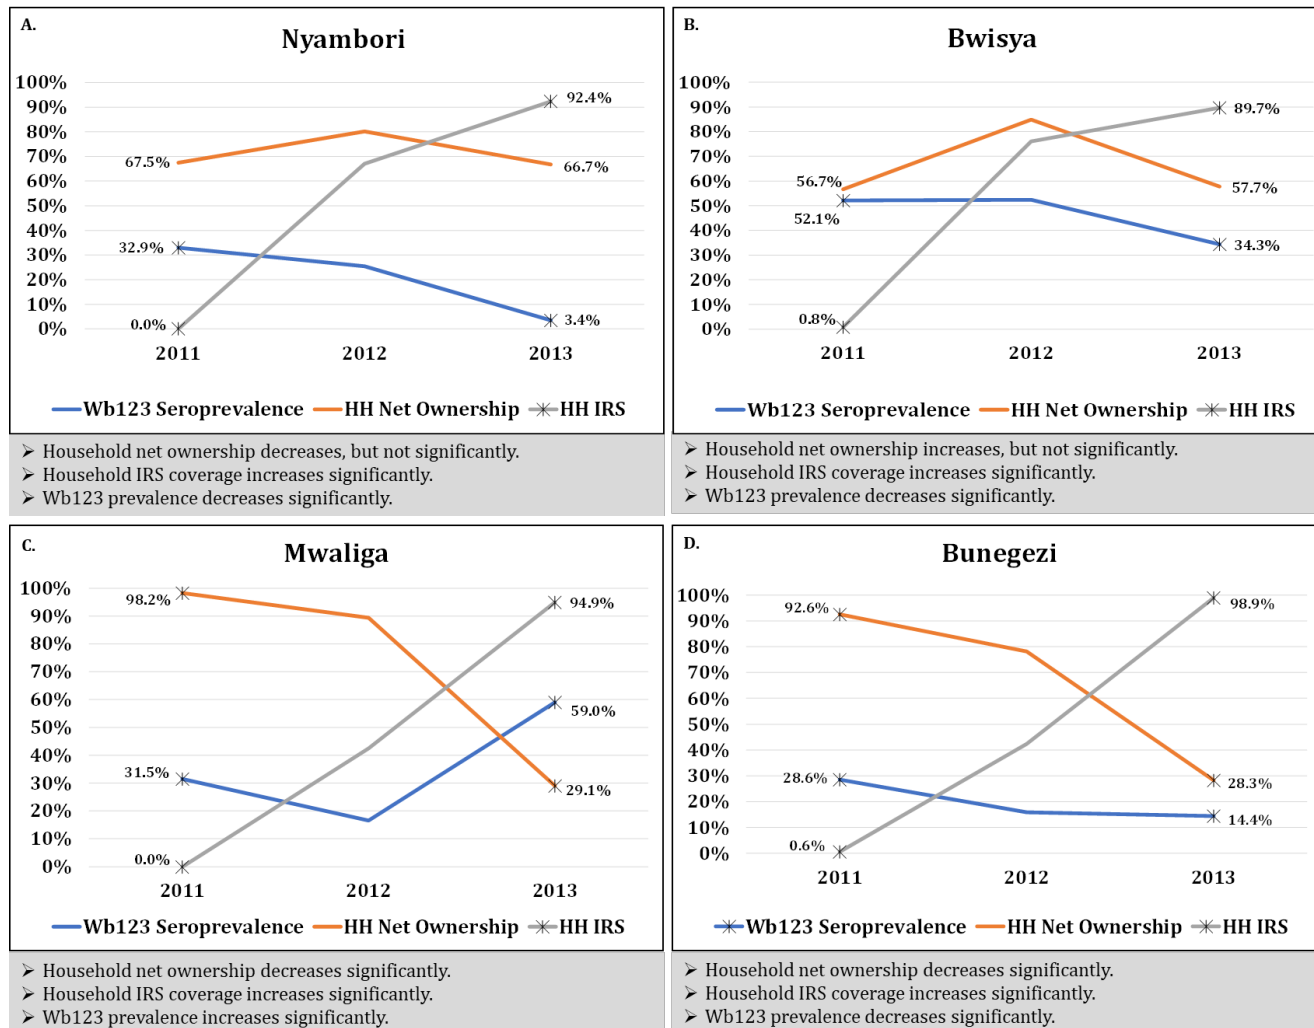 A.
Nyambori
100%
90%
80%
70%
60%
50%
40%
30%
20%
10%
0%
67.5%
32.9%
0.0%
92.4%
66.7%
3.4%
2011 2012 2013
Wb123 Seroprevalence HH Net Ownership HH IRS
➢ Household net ownership decreases, but not significantly.
➢ Household IRS coverage increases significantly.
➢ Wb123 prevalence decreases significantly.
B.
Bwisya
100%
90%
80%
70%
60%
50%
40%
30%
20%
10%
0%
56.7%
52.1%
0.8%
89.7%
57.7%
34.3%
2011 2012 2013
Wb123 Seroprevalence HH Net Ownership HH IRS
➢ Household net ownership increases, but not significantly.
➢ Household IRS coverage increases significantly.
➢ Wb123 prevalence decreases significantly.
C.
Mwaliga
100%
90%
80%
70%
60%
50%
40%
30%
20%
10%
0%
98.2%
31.5%
0.0%
94.9%
59.0%
29.1%
2011 2012 2013
Wb123 Seroprevalence HH Net Ownership HH IRS
➢ Household net ownership decreases significantly.
➢ Household IRS coverage increases significantly.
➢ Wb123 prevalence increases significantly.
D.
Bunegezi
100%
90%
80%
70%
60%
50%
40%
30%
20%
10%
0%
92.6%
28.6%
0.6%
98.9%
28.3%
14.4%
2011 2012 2013
Wb123 Seroprevalence HH Net Ownership HH IRS
➢ Household net ownership decreases significantly.
➢ Household IRS coverage increases significantly.
➢ Wb123 prevalence decreases significantly.